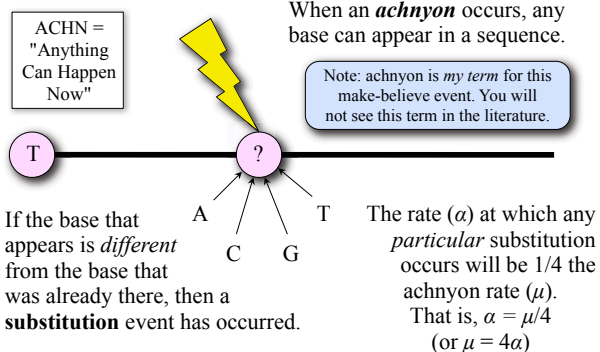 ACHN =
"Anything
Can Happen
Now"
When an achnyon occurs, any
base can appear in a sequence.
Note: achnyon is my term for this
make-believe event. You will
not see this term in the literature.
T
?
A
C
G
T
If the base that
appears is different
from the base that
was already there, then a
substitution event has occurred.
The rate (α) at which any
particular substitution
occurs will be 1/4 the
achnyon rate (μ).
That is, α = μ/4
(or μ = 4α)